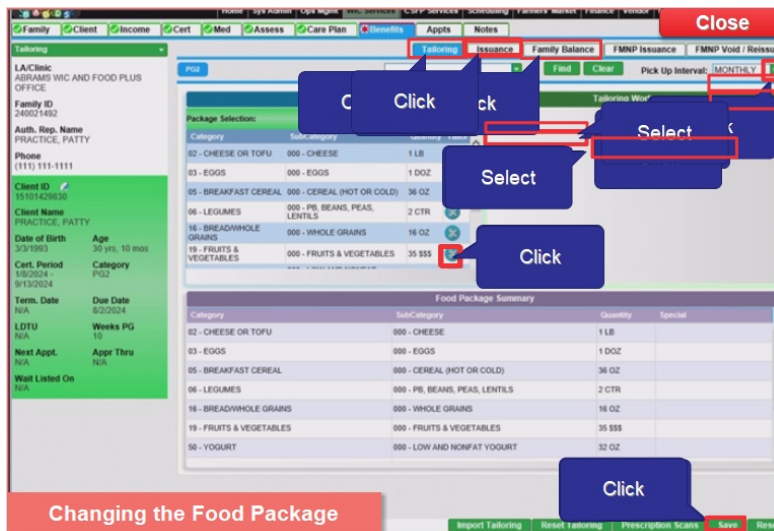 Home Sys Admin Ops Mgmt WIC Services CSFP Services Scheduling Farmers' Market Finance Vendor
Close
Family Client Income Cert Med Assess Care Plan Benefits Appts Notes
Tailoring
Tailoring Issuance Family Balance FMNP Issuance FMNP Void / Reissu
LA/Clinic
ABRAMS WIC AND FOOD PLUS
OFFICE
PG2
Find Clear Pick Up Interval: MONTHLY
Family ID
240021492
Auth. Rep. Name
PRACTICE, PATTY
Phone
(111) 111-1111
Client ID
15101429830
Client Name
PRACTICE, PATTY
Date of Birth Age
3/3/1993 30 yrs, 10 mos
Cert. Period Category
1/8/2024 - PG2
9/13/2024
Term. Date Due Date
N/A 8/2/2024
LDTU Weeks PG
N/A 10
Next Appt. Appr Thru
N/A N/A
Wait Listed On
N/A
Click
Tailoring Wor
Package Selection:
Category SubCategory Quantity
02 - CHEESE OR TOFU 000 - CHEESE 1 LB
03 - EGGS 000 - EGGS 1 DOZ
05 - BREAKFAST CEREAL 000 - CEREAL (HOT OR COLD) 36 OZ
06 - LEGUMES 000 - PB, BEANS, PEAS,
LENTILS 2 CTR
16 - BREAD/WHOLE
GRAINS 000 - WHOLE GRAINS 16 OZ
19 - FRUITS &
VEGETABLES 000 - FRUITS & VEGETABLES 35 $$$
Select
Select
Click
Food Package Summary
Category SubCategory Quantity Special
02 - CHEESE OR TOFU 000 - CHEESE 1 LB
03 - EGGS 000 - EGGS 1 DOZ
05 - BREAKFAST CEREAL 000 - CEREAL (HOT OR COLD) 36 OZ
06 - LEGUMES 000 - PB, BEANS, PEAS, LENTILS 2 CTR
16 - BREAD/WHOLE GRAINS 000 - WHOLE GRAINS 16 OZ
19 - FRUITS & VEGETABLES 000 - FRUITS & VEGETABLES 35 $$$
50 - YOGURT 000 - LOW AND NONFAT YOGURT 32 OZ
Click
Changing the Food Package
Import Tailoring Reset Tailoring Prescription Scans Save Res